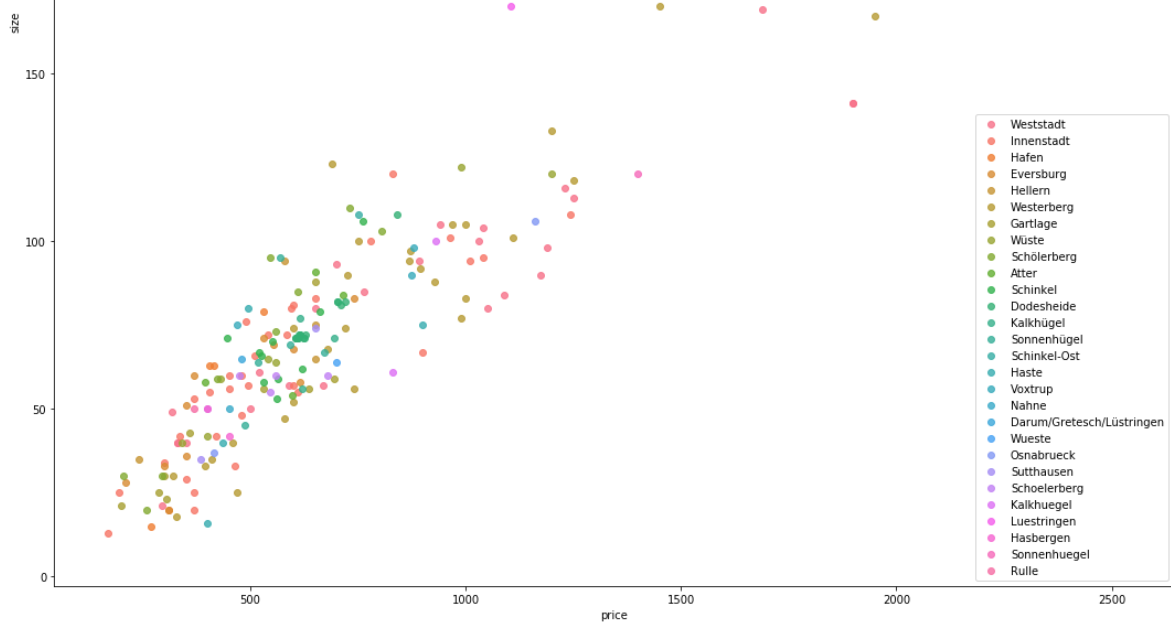 size
150
100
50
0
500
1000
1500
2000
2500
price
Weststadt
Innenstadt
Hafen
Eversburg
Hellern
Westerberg
Gartlage
Wüste
Schölerberg
Atter
Schinkel
Dodesheide
Kalkhügel
Sonnenhügel
Schinkel-Ost
Haste
Voxtrup
Nahne
Darum/Gretesch/Lüstringen
Wueste
Osnabrueck
Sutthausen
Schoelerberg
Kalkhuegel
Luestringen
Hasbergen
Sonnenhuegel
Rulle